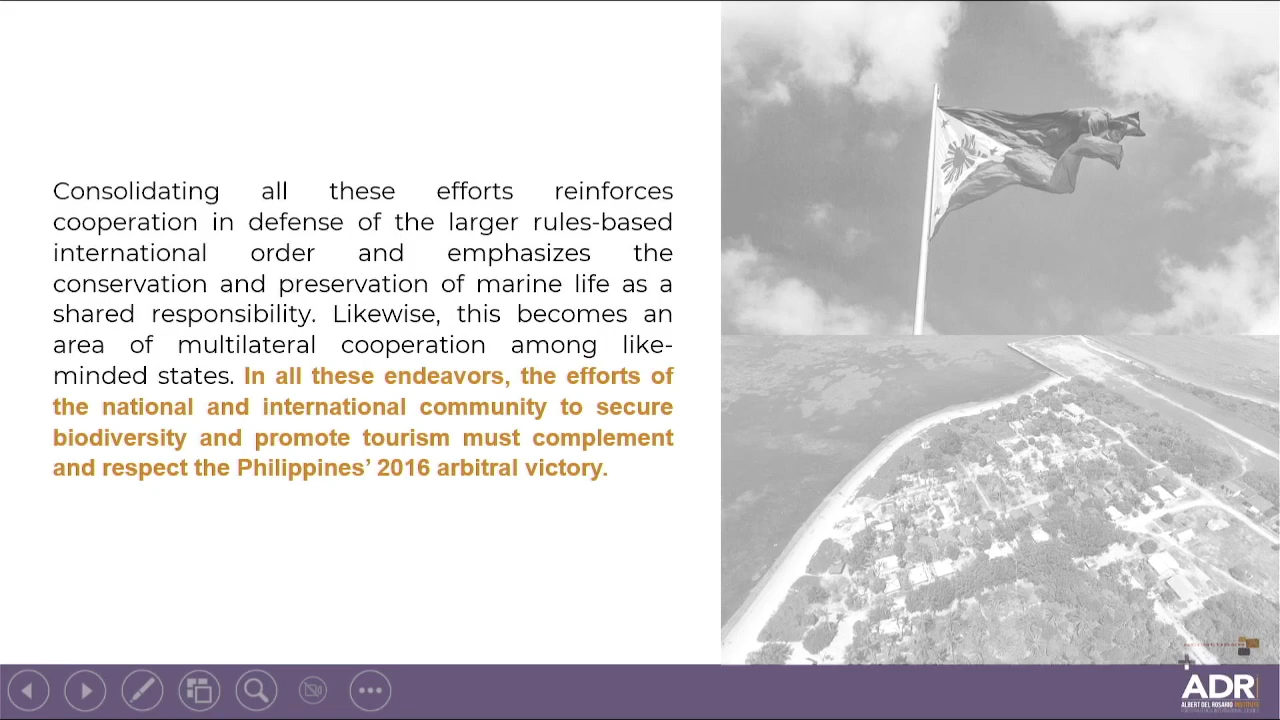 Consolidating all these efforts reinforces
cooperation in defense of the larger rules-based
international order and emphasizes the
conservation and preservation of marine life as a
shared responsibility. Likewise, this becomes an
area of multilateral cooperation among like-
minded states. In all these endeavors, the efforts of
the national and international community to secure
biodiversity and promote tourism must complement
and respect the Philippines’ 2016 arbitral victory.
ADR
ALBERT DEL ROSARIO INSTITUTE